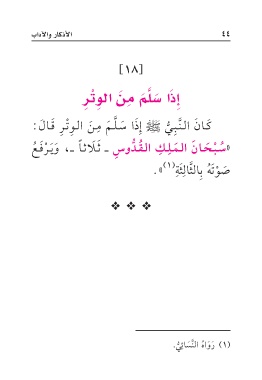 ٤٤ الأذكار والآداب
[١٨]
إِذَا سَلَّمَ مِنَ الوِتْرِ
كَانَ النَّبِيُّ ﷺ إِذَا سَلَّمَ مِنَ الوِتْرِ قَالَ:
«سُبْحَانَ المَلِكِ القُدُّوسِ ـ ثَلَاثاً ـ، وَيَرْفَعُ
صَوْتَهُ بِالثَّالِثَةِ(١)».
(١) رَوَاهُ النَّسَائِيُّ.